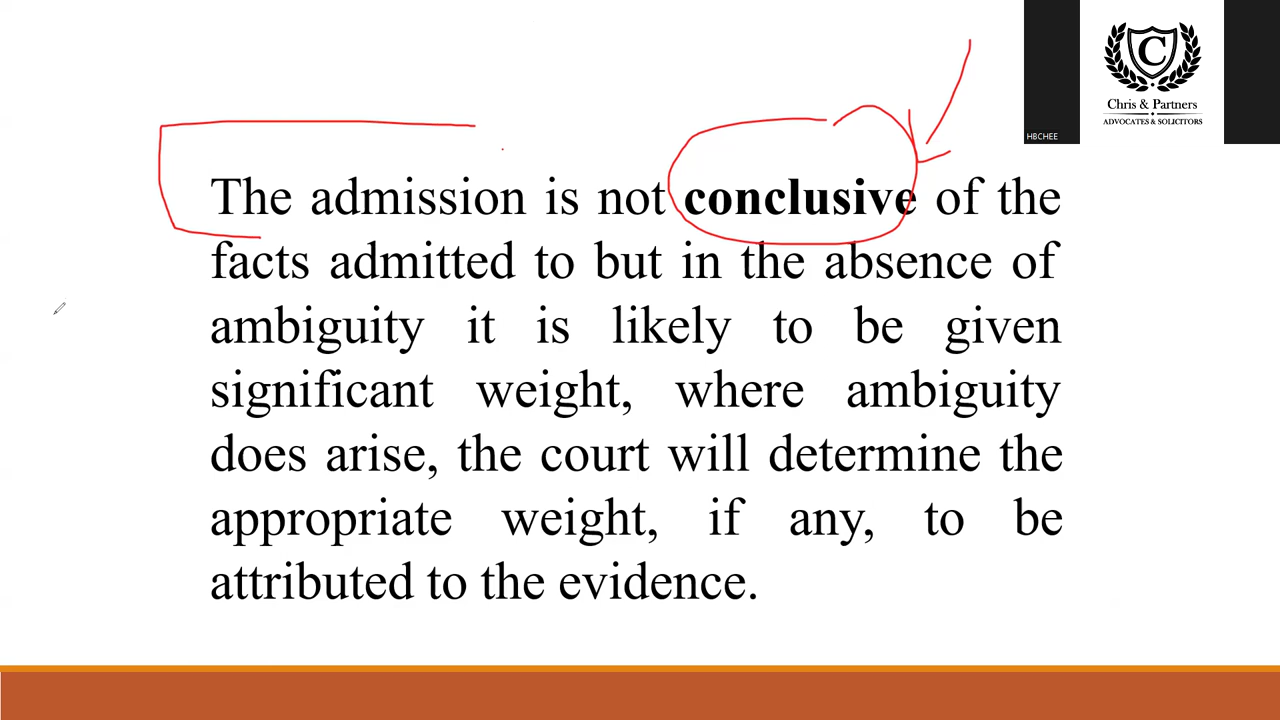 C
Chris & Partners
ADVOCATES & SOLICITORS
HBCHEE
The admission is not conclusive of the
facts admitted to but in the absence of
ambiguity it is likely to be given
significant weight, where ambiguity
does arise, the court will determine the
appropriate weight, if any, to be
attributed to the evidence.